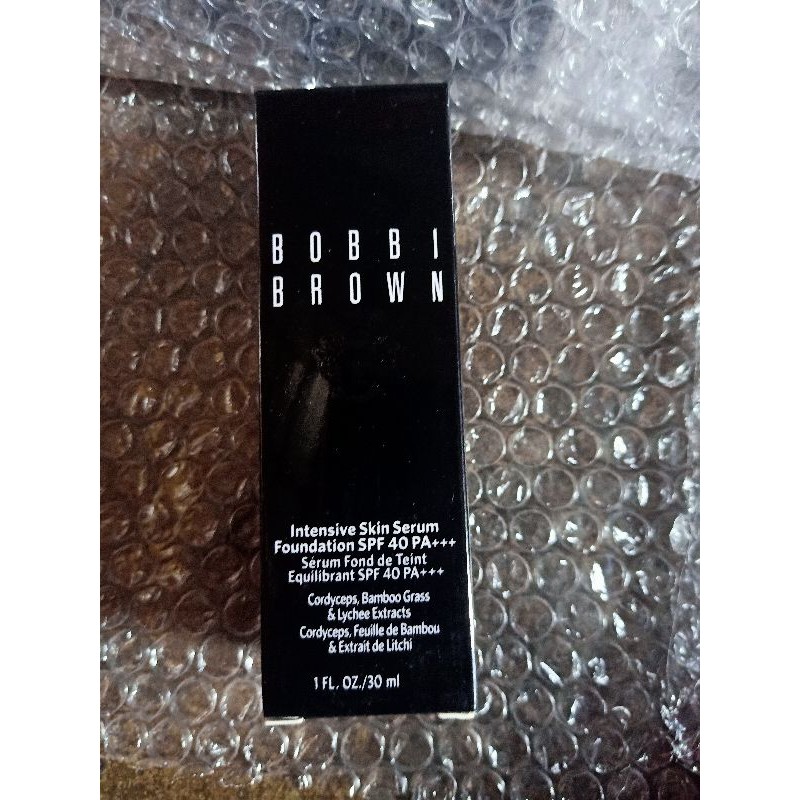 BOBBI
BROWN
Intensive Skin Serum
Foundation SPF 40 PA+++
Sérum Fond de Teint
Equilibrant SPF 40 PA+++
Cordyceps, Bamboo Grass
& Lychee Extracts
Cordyceps, Feuille de Bambou
& Extrait de Litchi
1 FL. OZ./30 ml